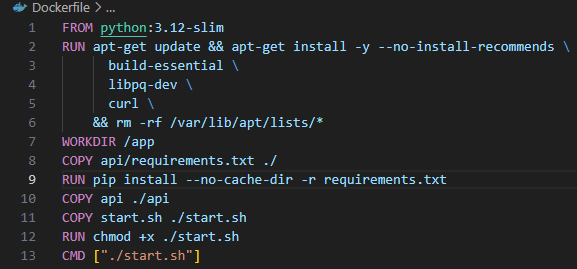 Dockerfile > ...
1 FROM python:3.12-slim
2 RUN apt-get update && apt-get install -y --no-install-recommends \
3 build-essential \
4 libpq-dev \
5 curl \
6 && rm -rf /var/lib/apt/lists/*
7 WORKDIR /app
8 COPY api/requirements.txt ./
9 RUN pip install --no-cache-dir -r requirements.txt
10 COPY api ./api
11 COPY start.sh ./start.sh
12 RUN chmod +x ./start.sh
13 CMD ["./start.sh"]